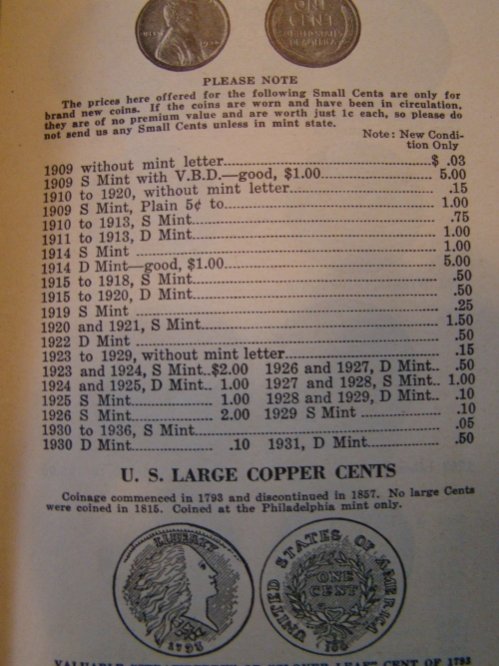 ONE
CENT
PLEASE NOTE
The prices here offered for the following Small Cents are only for
brand new coins. If the coins are worn and have been in circulation,
they are of no premium value and are worth just 1c each, so please do
not send us any Small Cents unless in mint state.
Note: New Condi-
tion Only
1909 without mint letter $ .03
1909 S Mint with V.B.D.—good, $1.00 5.00
1910 to 1920, without mint letter .15
1909 S Mint, Plain 5¢ to 1.00
1910 to 1913, S Mint .75
1911 to 1913, D Mint 1.00
1914 S Mint 1.00
1914 D Mint—good, $1.00 5.00
1915 to 1918, S Mint .50
1915 to 1920, D Mint .50
1919 S Mint .25
1920 and 1921, S Mint 1.50
1922 D Mint .50
1923 to 1929, without mint letter .15
1923 and 1924, S Mint..$2.00 1926 and 1927, D Mint.. .50
1924 and 1925, D Mint.. 1.00 1927 and 1928, S Mint.. 1.00
1925 S Mint 1.00 1928 and 1929, D Mint.. .10
1926 S Mint 2.00 1929 S Mint .10
1930 to 1936, S Mint .05
1930 D Mint .10 1931, D Mint .50
U. S. LARGE COPPER CENTS
Coinage commenced in 1793 and discontinued in 1857. No large Cents
were coined in 1815. Coined at the Philadelphia mint only.
LIBERTY
1793
UNITED STATES OF AMERICA
ONE
CENT